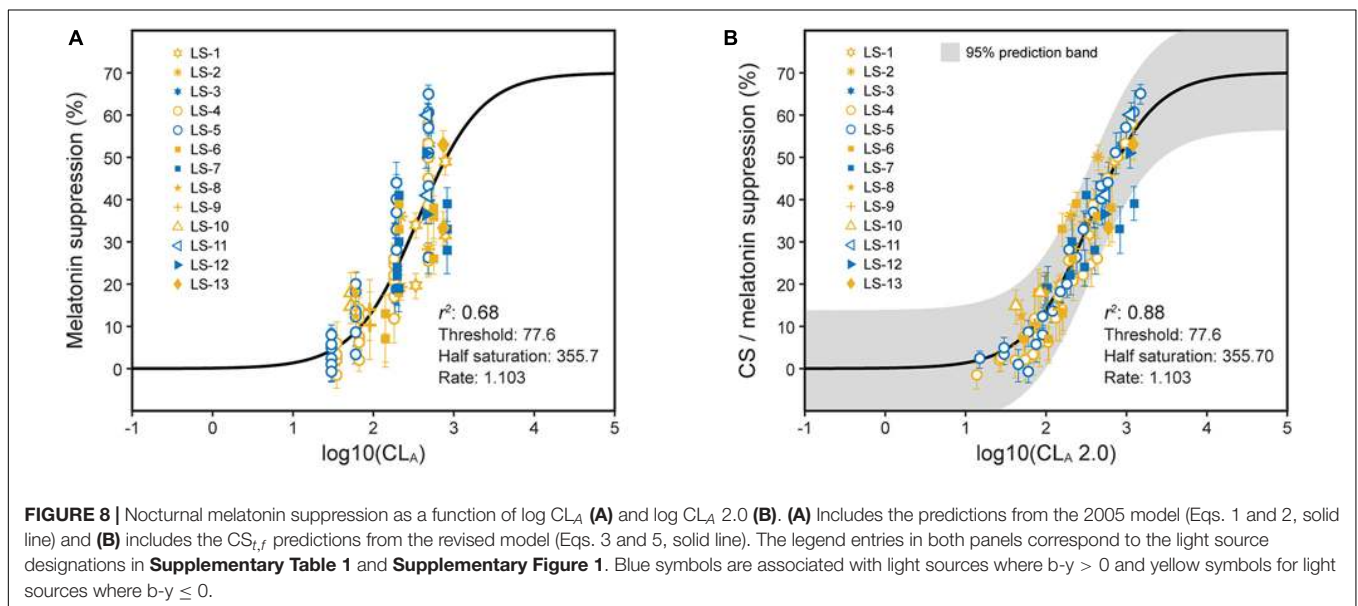 A
Melatonin suppression (%)
70
60
50
40
30
20
10
0
LS-1
LS-2
LS-3
LS-4
LS-5
LS-6
LS-7
LS-8
LS-9
LS-10
LS-11
LS-12
LS-13
r²: 0.68
Threshold: 77.6
Half saturation: 355.7
Rate: 1.103
-1 0 1 2 3 4 5
log10(CLA)
B
CS / melatonin suppression (%)
70
60
50
40
30
20
10
0
LS-1
LS-2
LS-3
LS-4
LS-5
LS-6
LS-7
LS-8
LS-9
LS-10
LS-11
LS-12
LS-13
95% prediction band
r²: 0.88
Threshold: 77.6
Half saturation: 355.70
Rate: 1.103
-1 0 1 2 3 4 5
log10(CLA 2.0)
FIGURE 8 | Nocturnal melatonin suppression as a function of log CLA (A) and log CLA 2.0 (B). (A) Includes the predictions from the 2005 model (Eqs. 1 and 2, solid
line) and (B) includes the CSt,f predictions from the revised model (Eqs. 3 and 5, solid line). The legend entries in both panels correspond to the light source
designations in Supplementary Table 1 and Supplementary Figure 1. Blue symbols are associated with light sources where b-y > 0 and yellow symbols for light
sources where b-y ≤ 0.